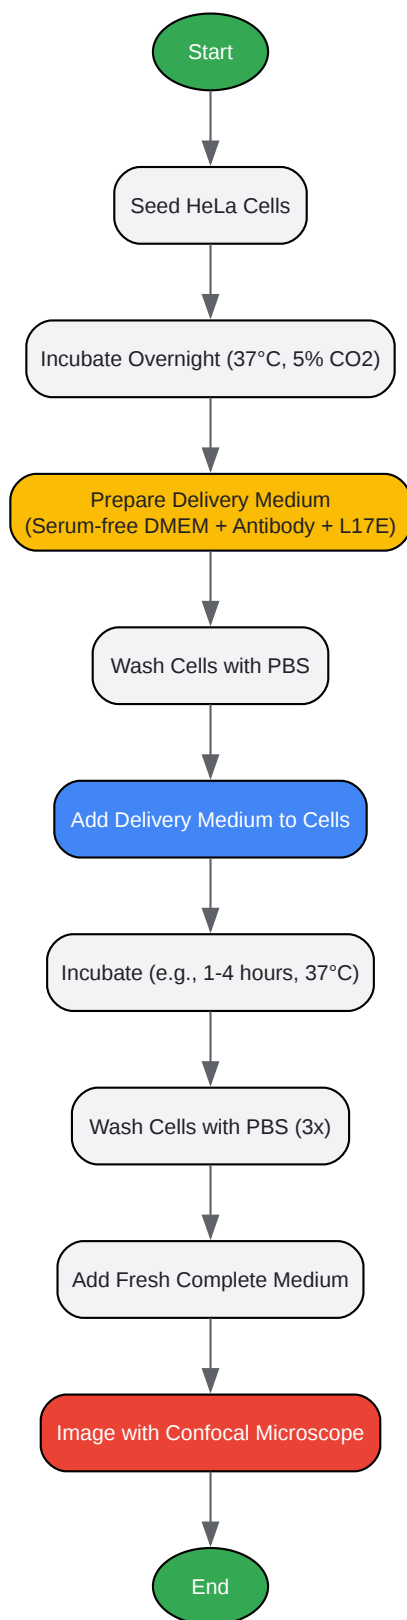 Start
Seed HeLa Cells
Incubate Overnight (37°C, 5% CO2)
Prepare Delivery Medium
(Serum-free DMEM + Antibody + L17E)
Wash Cells with PBS
Add Delivery Medium to Cells
Incubate (e.g., 1-4 hours, 37°C)
Wash Cells with PBS (3x)
Add Fresh Complete Medium
Image with Confocal Microscope
End